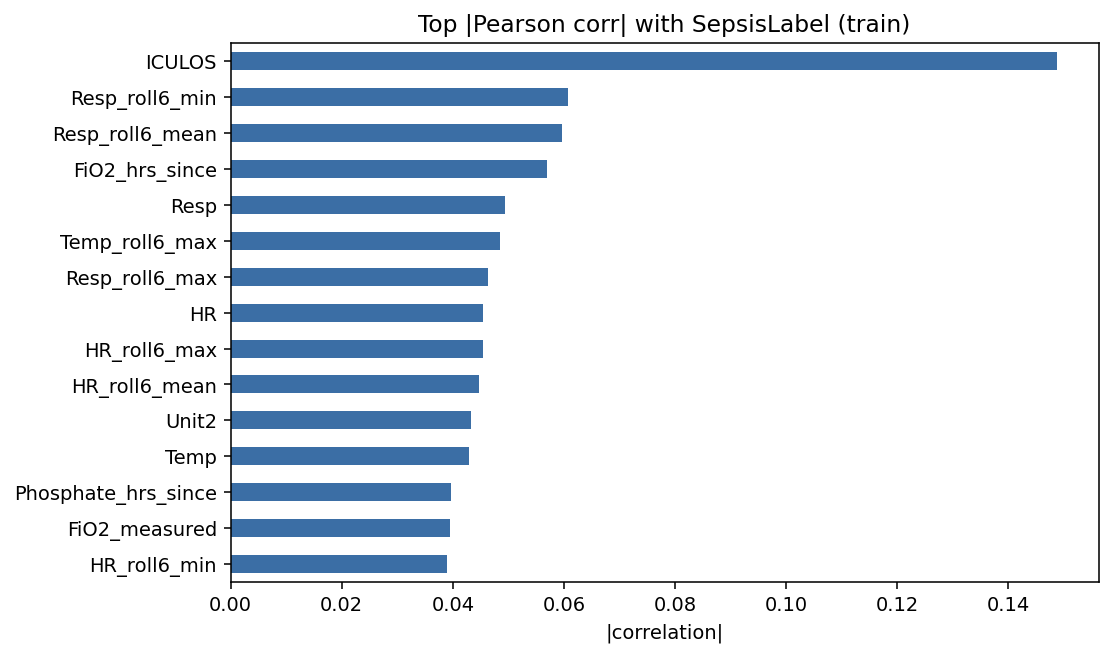 Top |Pearson corr| with SepsisLabel (train)
ICULOS
Resp_roll6_min
Resp_roll6_mean
FiO2_hrs_since
Resp
Temp_roll6_max
Resp_roll6_max
HR
HR_roll6_max
HR_roll6_mean
Unit2
Temp
Phosphate_hrs_since
FiO2_measured
HR_roll6_min
0.00 0.02 0.04 0.06 0.08 0.10 0.12 0.14
|correlation|